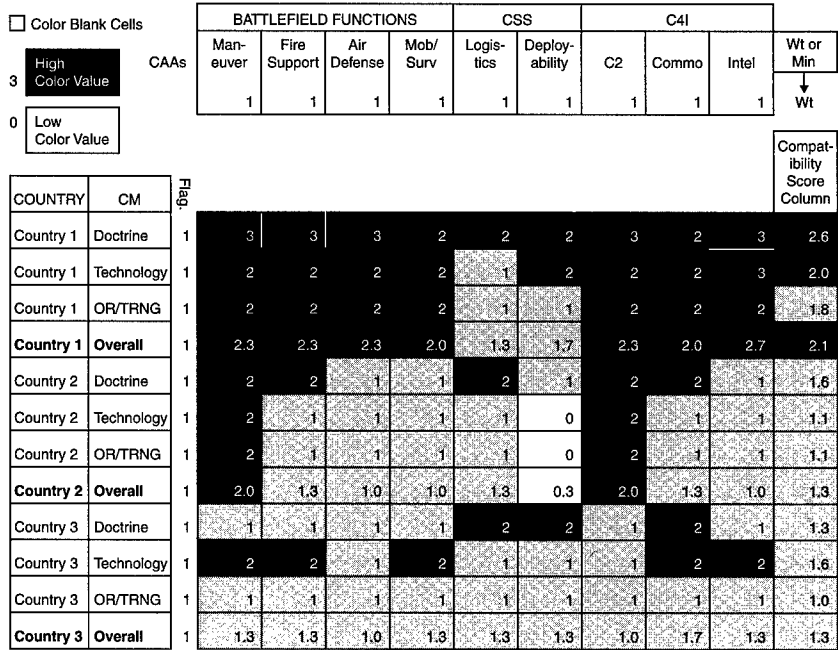 Color Blank Cells
3 High Color Value
0 Low Color Value
BATTLEFIELD FUNCTIONS CSS C4I
CAAs Man-euver Fire Support Air Defense Mob/Surv Logis-tics Deploy-ability C2 Commo Intel Wt or Min
1 1 1 1 1 1 1 1 1 Wt
Compat-ibility Score Column
COUNTRY CM Flag.
Country 1 Doctrine 1 3 3 3 2 2 2 3 2 3 2.6
Country 1 Technology 1 2 2 2 2 1 2 2 2 3 2.0
Country 1 OR/TRNG 1 2 2 2 2 1 1 2 2 2 1.8
Country 1 Overall 1 2.3 2.3 2.3 2.0 1.3 1.7 2.3 2.0 2.7 2.1
Country 2 Doctrine 1 2 2 1 1 2 1 2 2 1 1.6
Country 2 Technology 1 2 1 1 1 1 0 2 1 1 1.1
Country 2 OR/TRNG 1 2 1 1 1 1 0 2 1 1 1.1
Country 2 Overall 1 2.0 1.3 1.0 1.0 1.3 0.3 2.0 1.3 1.0 1.3
Country 3 Doctrine 1 1 1 1 1 2 2 1 2 1 1.3
Country 3 Technology 1 2 2 1 2 1 1 1 2 2 1.6
Country 3 OR/TRNG 1 1 1 1 1 1 1 1 1 1 1.0
Country 3 Overall 1 1.3 1.3 1.0 1.3 1.3 1.3 1.0 1.7 1.3 1.3